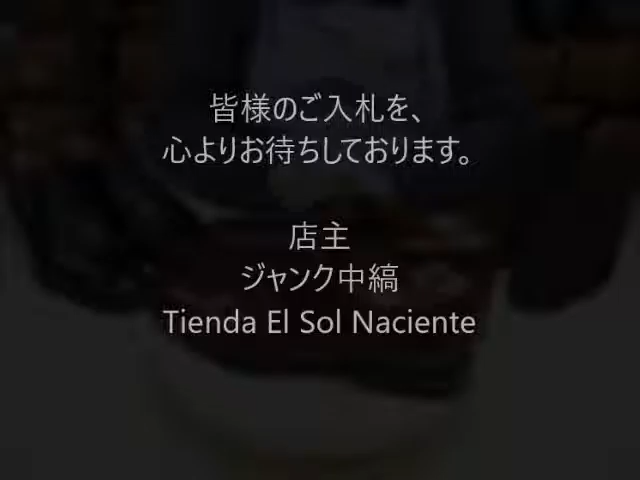 皆様のご入札を、
心よりお待ちしております。
店主
ジャンク中縞
Tienda El Sol Naciente